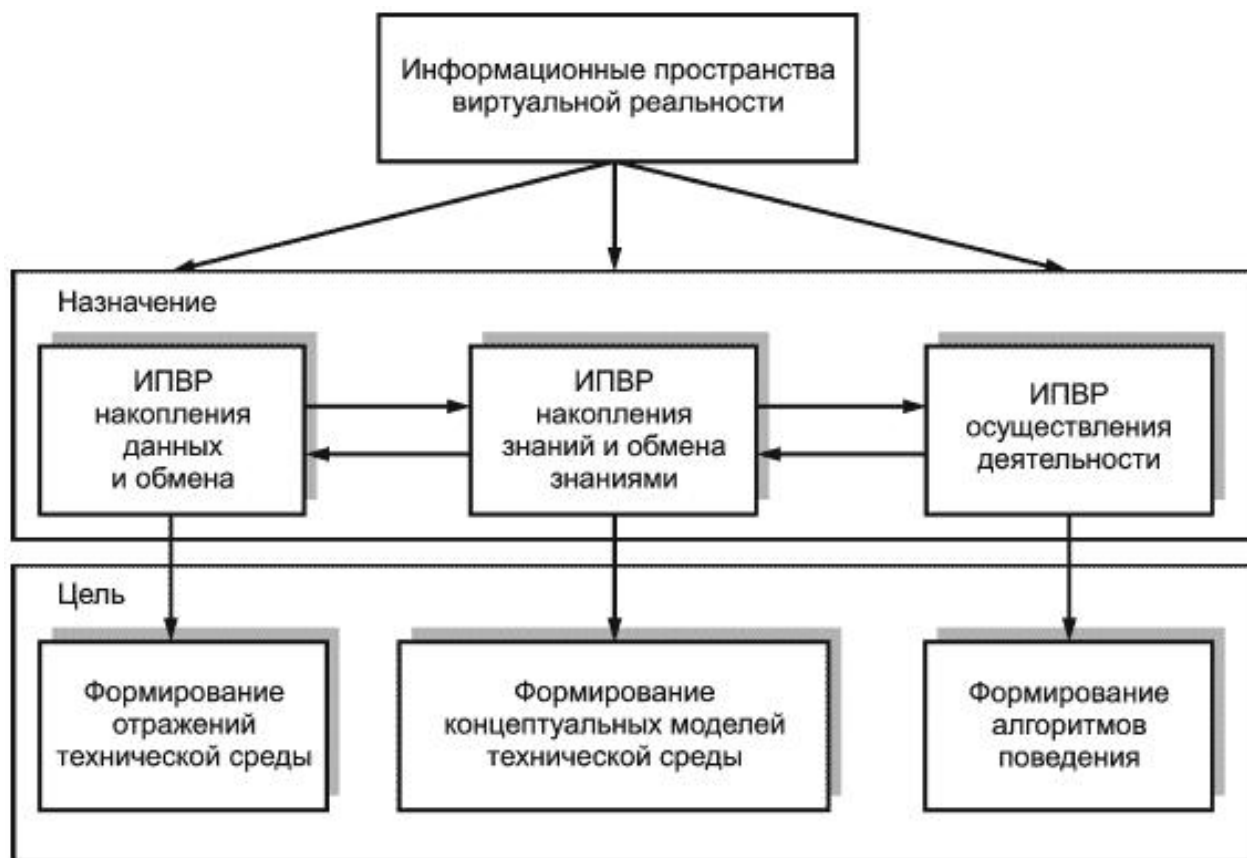 Информационные пространства
виртуальной реальности
Назначение
ИПВР
накопления
данных
и обмена
ИПВР
накопления
знаний и обмена
знаниями
ИПВР
осуществления
деятельности
Цель
Формирование
отражений
технической среды
Формирование
концептуальных моделей
технической среды
Формирование
алгоритмов
поведения